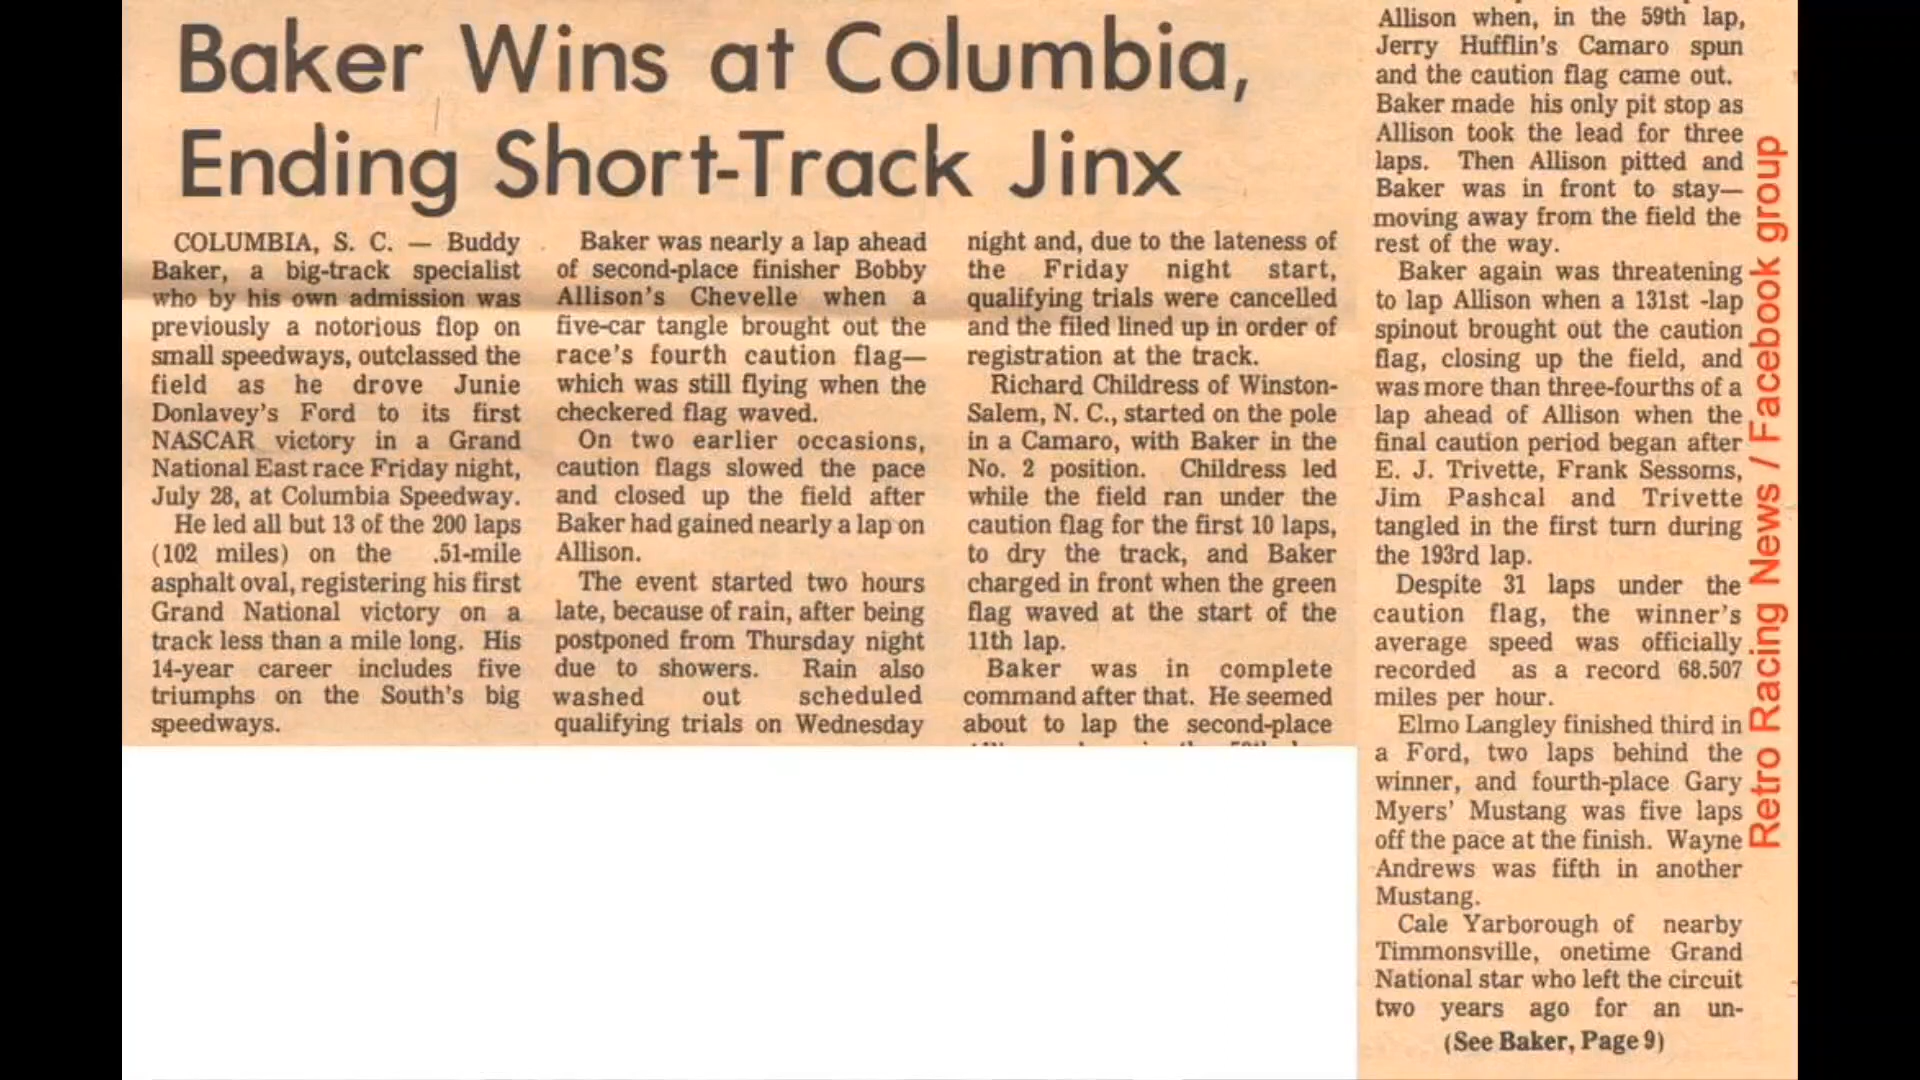 Baker Wins at Columbia,
Ending Short-Track Jinx
COLUMBIA, S. C. — Buddy
Baker, a big-track specialist
who by his own admission was
previously a notorious flop on
small speedways, outclassed the
field as he drove Junie
Donlavey's Ford to its first
NASCAR victory in a Grand
National East race Friday night,
July 28, at Columbia Speedway.
He led all but 13 of the 200 laps
(102 miles) on the .51-mile
asphalt oval, registering his first
Grand National victory on a
track less than a mile long. His
14-year career includes five
triumphs on the South's big
speedways.
Baker was nearly a lap ahead
of second-place finisher Bobby
Allison's Chevelle when a
five-car tangle brought out the
race's fourth caution flag—
which was still flying when the
checkered flag waved.
On two earlier occasions,
caution flags slowed the pace
and closed up the field after
Baker had gained nearly a lap on
Allison.
The event started two hours
late, because of rain, after being
postponed from Thursday night
due to showers. Rain also
washed out scheduled
qualifying trials on Wednesday
night and, due to the lateness of
the Friday night start,
qualifying trials were cancelled
and the filed lined up in order of
registration at the track.
Richard Childress of Winston-
Salem, N. C., started on the pole
in a Camaro, with Baker in the
No. 2 position. Childress led
while the field ran under the
caution flag for the first 10 laps,
to dry the track, and Baker
charged in front when the green
flag waved at the start of the
11th lap.
Baker was in complete
command after that. He seemed
about to lap the second-place
Allison when, in the 59th lap,
Jerry Hufflin's Camaro spun
and the caution flag came out.
Baker made his only pit stop as
Allison took the lead for three
laps. Then Allison pitted and
Baker was in front to stay—
moving away from the field the
rest of the way.
Baker again was threatening
to lap Allison when a 131st -lap
spinout brought out the caution
flag, closing up the field, and
was more than three-fourths of a
lap ahead of Allison when the
final caution period began after
E. J. Trivette, Frank Sessoms,
Jim Pashcal and Trivette
tangled in the first turn during
the 193rd lap.
Despite 31 laps under the
caution flag, the winner's
average speed was officially
recorded as a record 68.507
miles per hour.
Elmo Langley finished third in
a Ford, two laps behind the
winner, and fourth-place Gary
Myers' Mustang was five laps
off the pace at the finish. Wayne
Andrews was fifth in another
Mustang.
Cale Yarborough of nearby
Timmonsville, onetime Grand
National star who left the circuit
two years ago for an un-
(See Baker, Page 9)
Retro Racing News / Facebook group